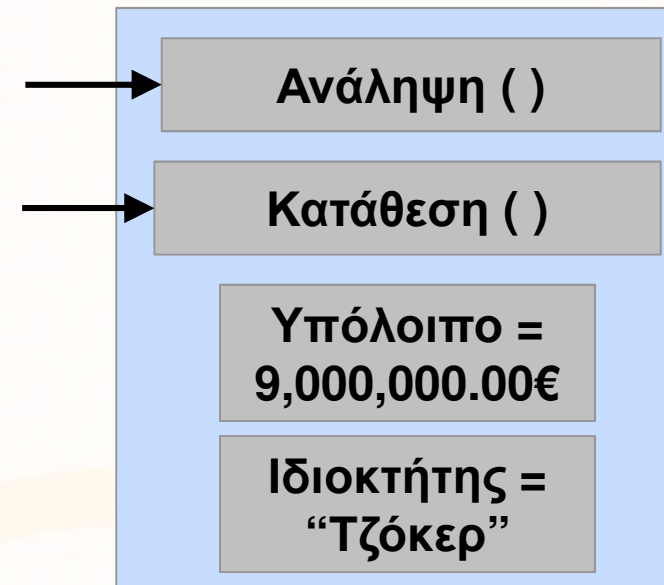 Ανάληψη ( )
Κατάθεση ( )
Υπόλοιπο =
9,000,000.00€
Ιδιοκτήτης =
“Τζόκερ”